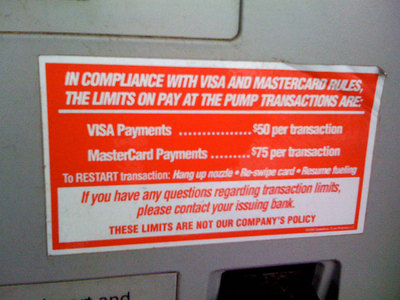 IN COMPLIANCE WITH VISA AND MASTERCARD RULES,
THE LIMITS ON PAY AT THE PUMP TRANSACTIONS ARE:
VISA Payments ................ $50 per transaction
MasterCard Payments ......... $75 per transaction
To RESTART transaction: Hang up nozzle • Re-swipe card • Resume fueling
If you have any questions regarding transaction limits,
please contact your issuing bank.
THESE LIMITS ARE NOT OUR COMPANY'S POLICY
and